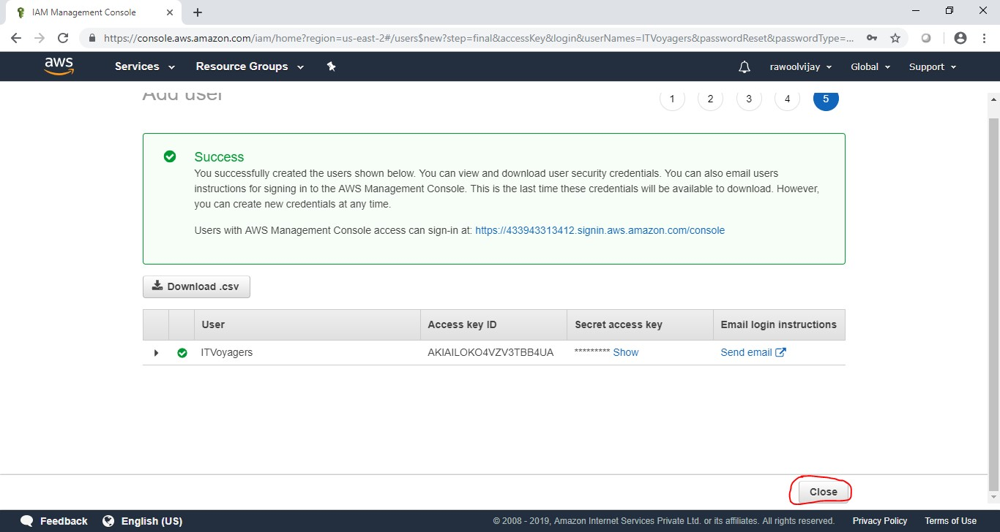 IAM Management Console
https://console.aws.amazon.com/iam/home?region=us-east-2#/users$new?step=final&accessKey&login&userNames=ITVoyagers&passwordReset&passwordType=...
aws Services Resource Groups rawoolvijay Global Support
Add user 1 2 3 4 5
Success
You successfully created the users shown below. You can view and download user security credentials. You can also email users
instructions for signing in to the AWS Management Console. This is the last time these credentials will be available to download. However,
you can create new credentials at any time.
Users with AWS Management Console access can sign-in at: https://433943313412.signin.aws.amazon.com/console
Download .csv
User Access key ID Secret access key Email login instructions
ITVoyagers AKIAILOKO4VZV3TBB4UA ********* Show Send email
Close
Feedback English (US) © 2008 - 2019, Amazon Internet Services Private Ltd. or its affiliates. All rights reserved. Privacy Policy Terms of Use